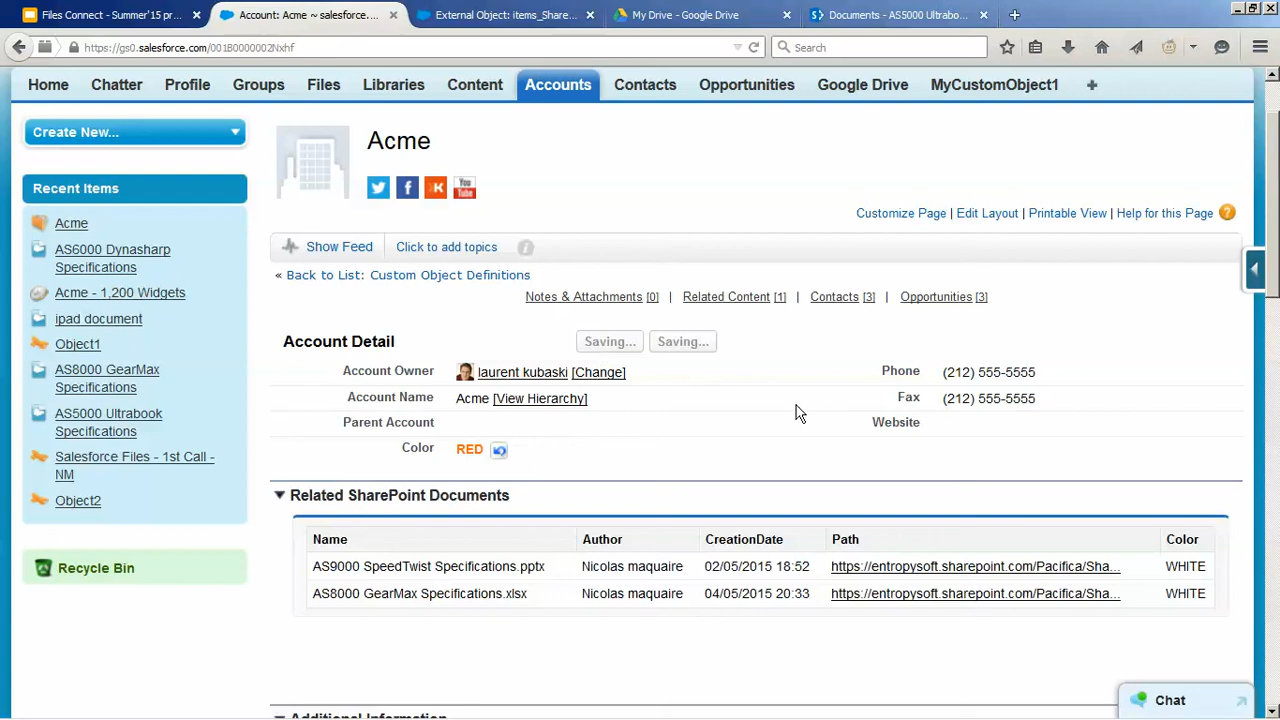 Files Connect - Summer'15 pr...
Account: Acme ~ salesforce....
External Object: items_Share...
My Drive - Google Drive
Documents - AS5000 Ultrabo...
https://gs0.salesforce.com/001B0000002Nxhf
Search
Home Chatter Profile Groups Files Libraries Content Accounts Contacts Opportunities Google Drive MyCustomObject1 +
Create New...
Recent Items
Acme
AS6000 Dynasharp
Specifications
Acme - 1,200 Widgets
ipad document
Object1
AS8000 GearMax
Specifications
AS5000 Ultrabook
Specifications
Salesforce Files - 1st Call -
NM
Object2
Recycle Bin
Acme
K
You
Tube
Customize Page | Edit Layout | Printable View | Help for this Page ?
Show Feed Click to add topics i
« Back to List: Custom Object Definitions
Notes & Attachments [0] | Related Content [1] | Contacts [3] | Opportunities [3]
Account Detail Saving... Saving...
Account Owner laurent kubaski [Change] Phone (212) 555-5555
Account Name Acme [View Hierarchy] Fax (212) 555-5555
Parent Account Website
Color RED
Related SharePoint Documents
Name Author CreationDate Path Color
AS9000 SpeedTwist Specifications.pptx Nicolas maquaire 02/05/2015 18:52 https://entropysoft.sharepoint.com/Pacifica/Sha... WHITE
AS8000 GearMax Specifications.xlsx Nicolas maquaire 04/05/2015 20:33 https://entropysoft.sharepoint.com/Pacifica/Sha... WHITE
Additional Information
Chat